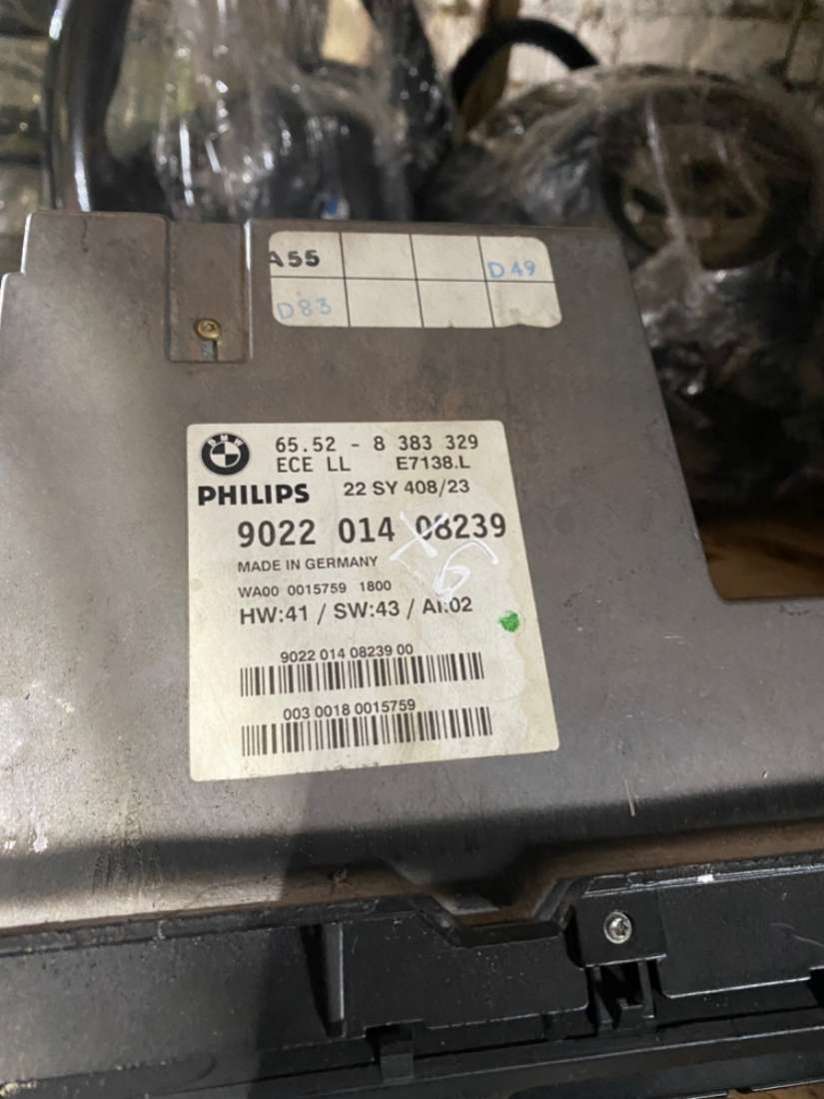 A55
D49
D83
BMW
65.52 - 8 383 329
ECE LL E7138.L
PHILIPS 22 SY 408/23
9022 014 08239
MADE IN GERMANY
WA00 0015759 1800
HW:41 / SW:43 / AI:02
9022 014 08239 00
003 0018 0015759